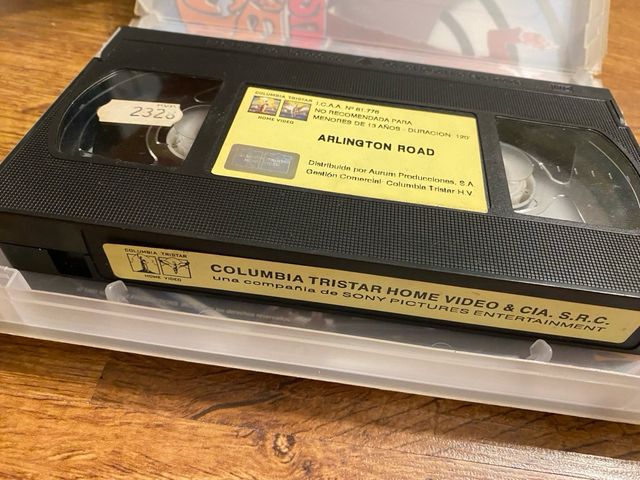 2328
COLUMBIA TRISTAR
HOME VIDEO
I.C.A.A. Nº 61.776
NO RECOMENDADA PARA
MENORES DE 13 AÑOS - DURACION: 120'
ARLINGTON ROAD
Distribuida por Aurum Producciones, S.A.
Gestión Comercial: Columbia Tristar H.V.
COLUMBIA TRISTAR
HOME VIDEO
COLUMBIA TRISTAR HOME VIDEO & CIA. S.R.C.
una compañia de SONY PICTURES ENTERTAINMENT